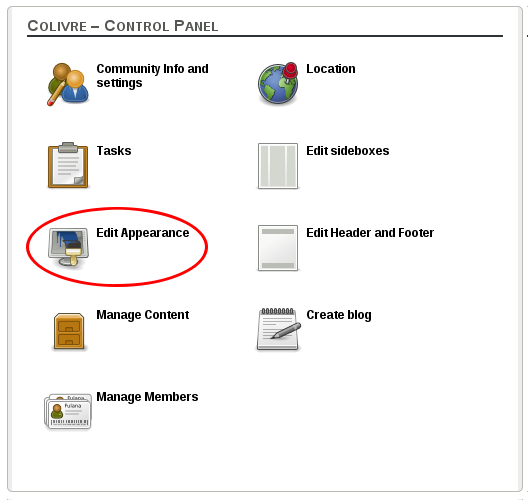 COLIVRE – CONTROL PANEL
Community Info and
settings
Location
Tasks
Edit sideboxes
Edit Appearance
Edit Header and Footer
Manage Content
Create blog
Manage Members
Fulana
Fulana